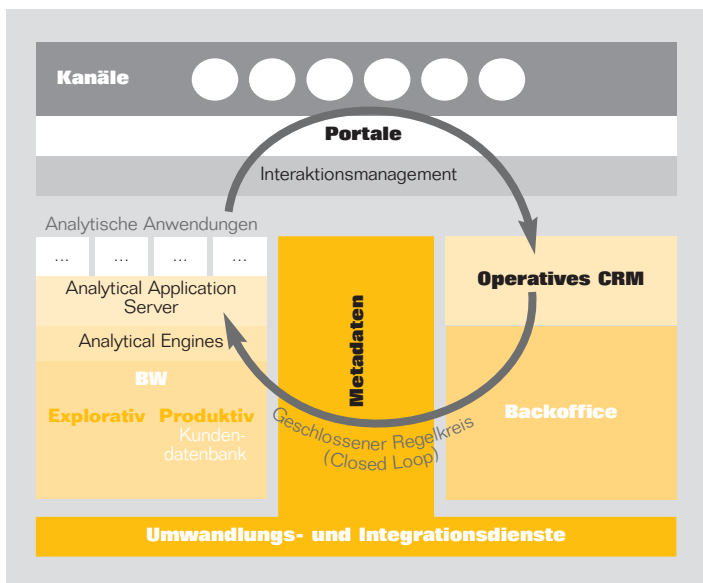 Kanäle
Portale
Interaktionsmanagement
Analytische Anwendungen
... ... ... ...
Analytical Application
Server
Analytical Engines
BW
Explorativ Produktiv
Kunden-
datenbank
Metadaten
Operatives CRM
Backoffice
Geschlossener Regelkreis
(Closed Loop)
Umwandlungs- und Integrationsdienste